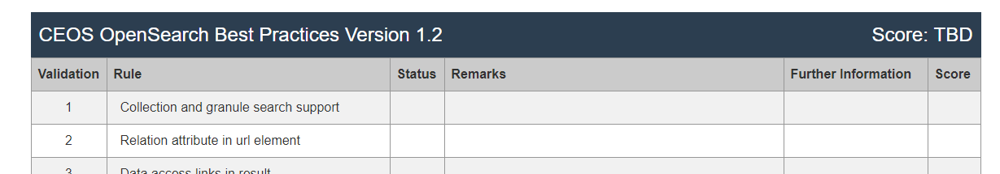 CEOS OpenSearch Best Practices Version 1.2 Score: TBD
Validation Rule Status Remarks Further Information Score
1 Collection and granule search support
2 Relation attribute in url element
3 Data access links in result